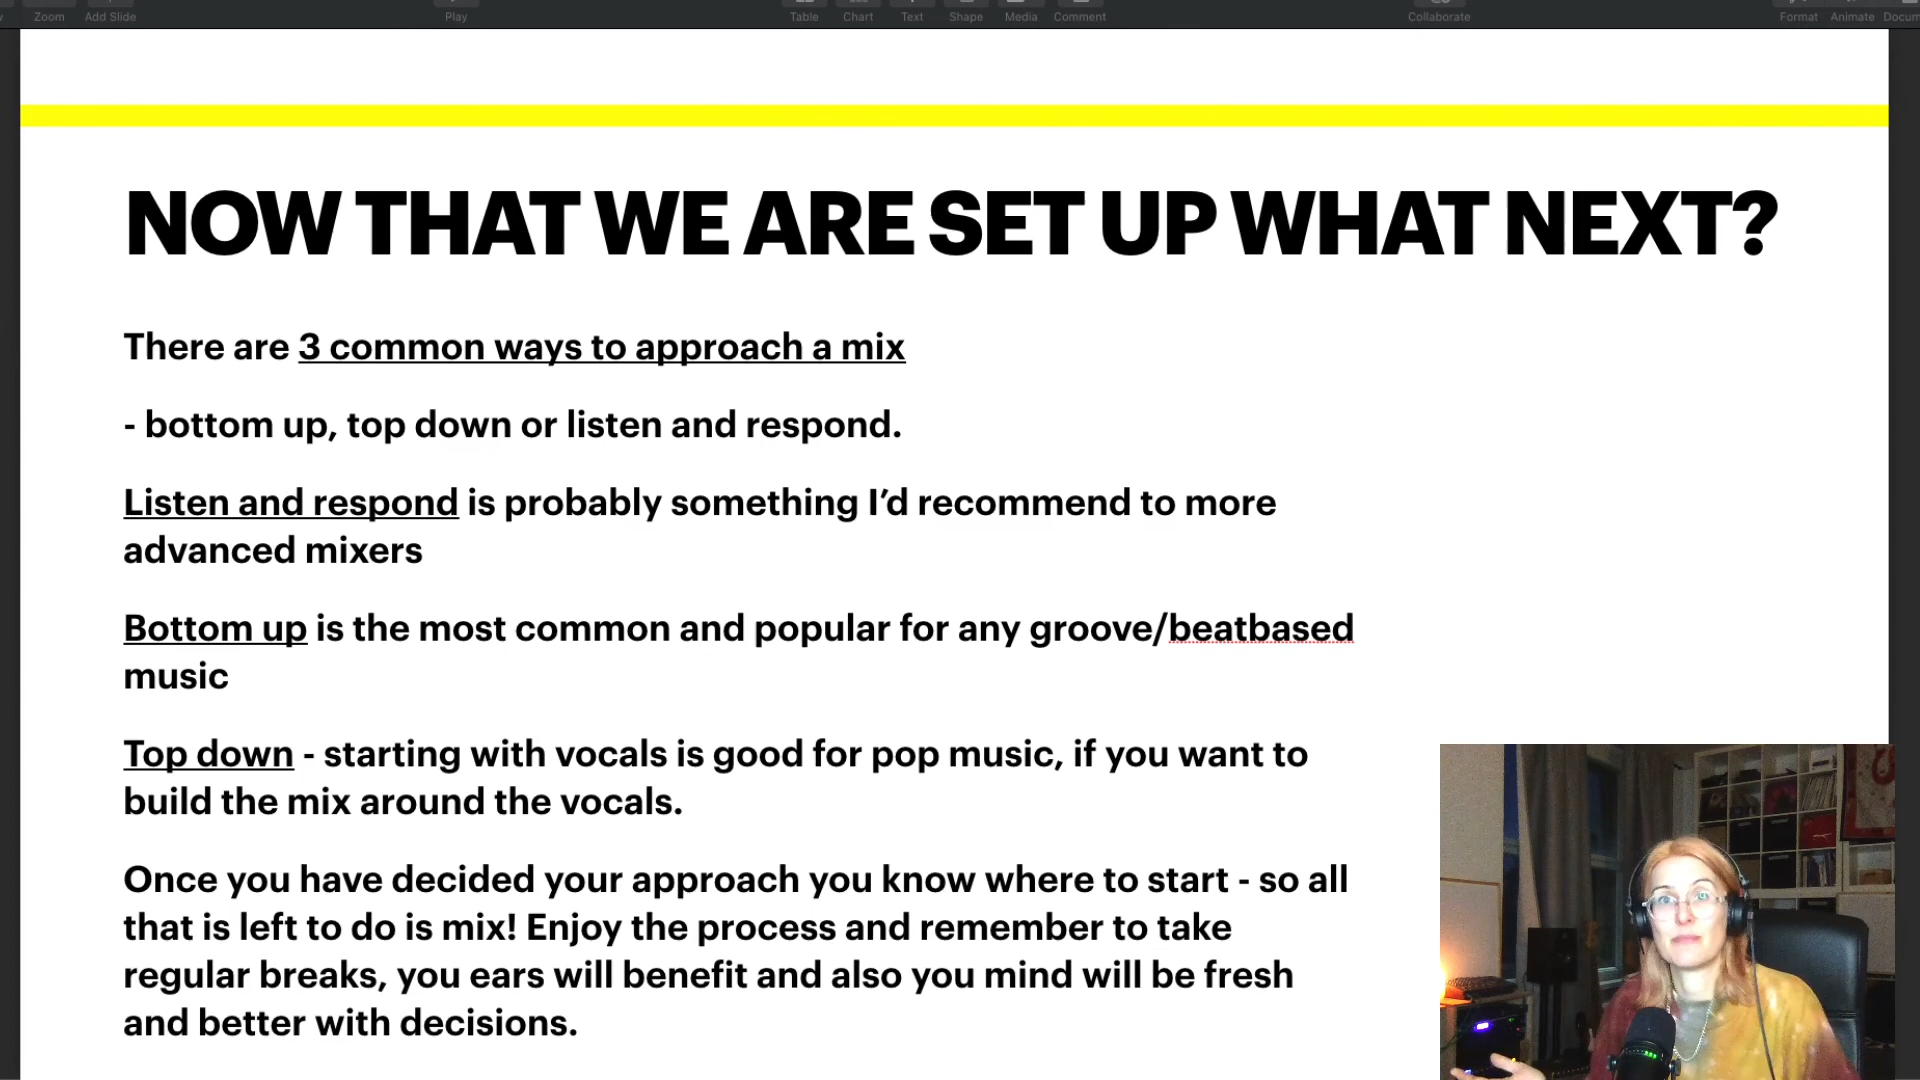 Zoom Add Slide Play Table Chart Text Shape Media Comment Collaborate Format Animate
NOW THAT WE ARE SET UP WHAT NEXT?
There are 3 common ways to approach a mix
- bottom up, top down or listen and respond.
Listen and respond is probably something I’d recommend to more
advanced mixers
Bottom up is the most common and popular for any groove/beatbased
music
Top down - starting with vocals is good for pop music, if you want to
build the mix around the vocals.
Once you have decided your approach you know where to start - so all
that is left to do is mix! Enjoy the process and remember to take
regular breaks, you ears will benefit and also you mind will be fresh
and better with decisions.